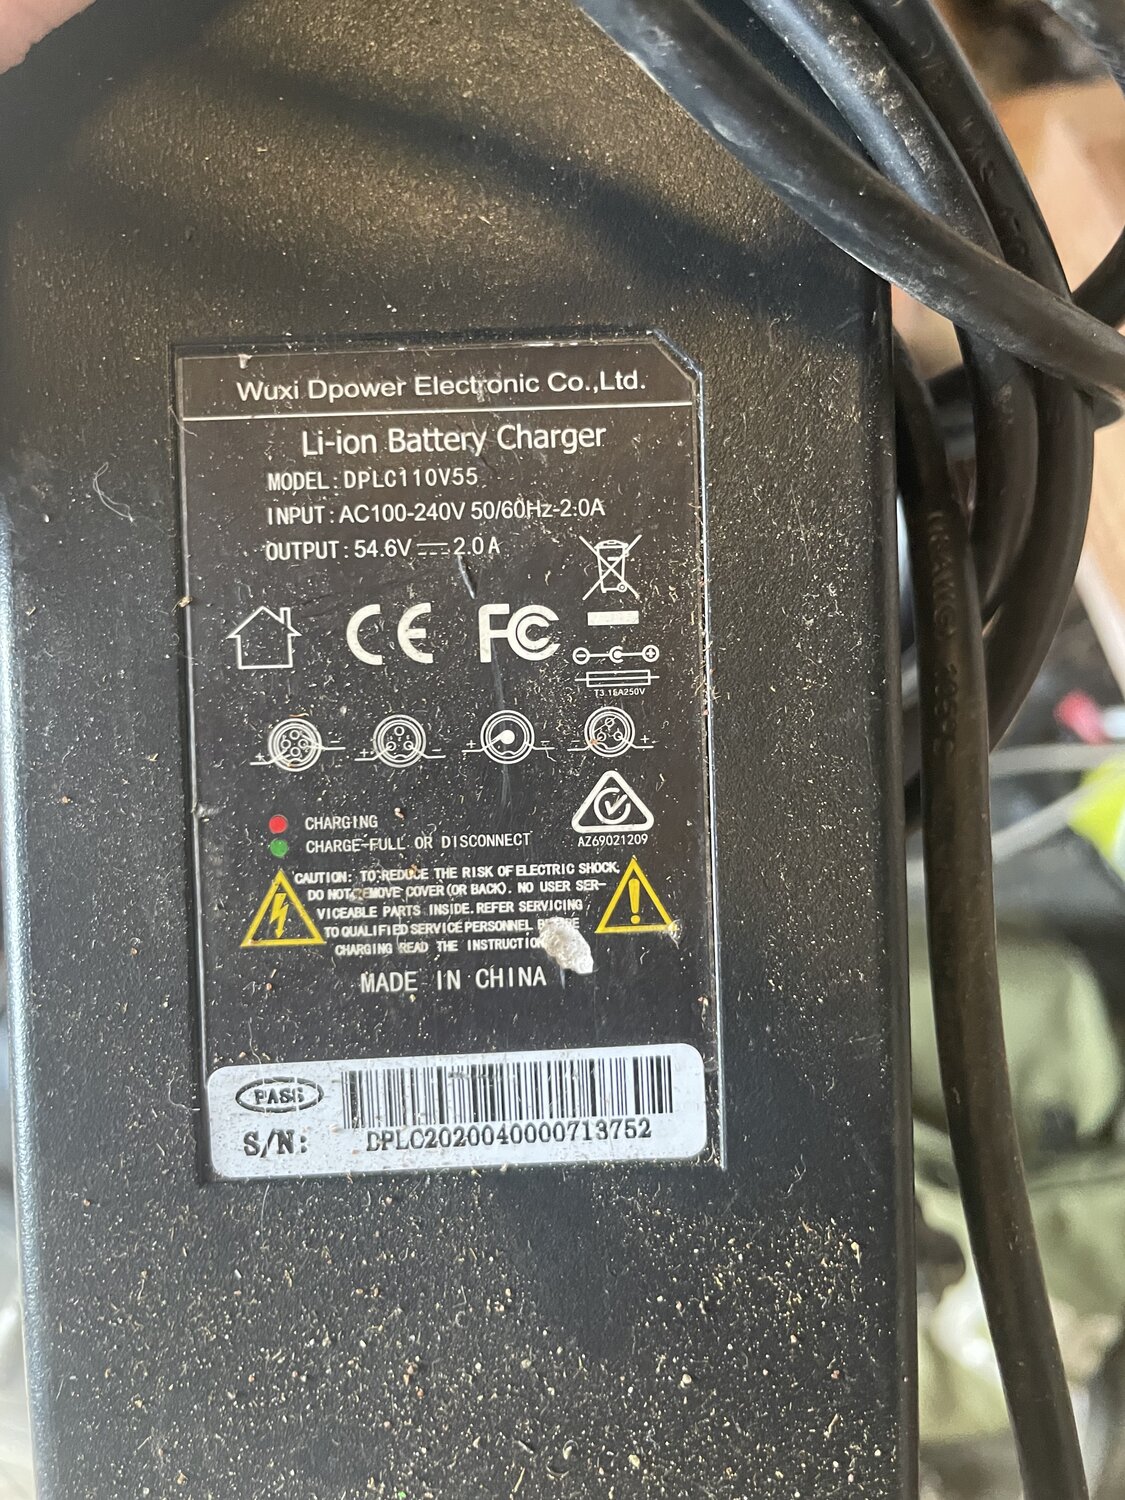 Wuxi Dpower Electronic Co.,Ltd.
Li-ion Battery Charger
MODEL:DPLC110V55
INPUT:AC100-240V 50/60Hz-2.0A
OUTPUT:54.6V⎓2.0A
CE FC
T3.15A250V
CHARGING
CHARGE-FULL OR DISCONNECT
AZ69021209
CAUTION: TO REDUCE THE RISK OF ELECTRIC SHOCK,
DO NOT REMOVE COVER (OR BACK). NO USER SER-
VICEABLE PARTS INSIDE. REFER SERVICING
TO QUALIFIED SERVICE PERSONNEL
CHARGING READ THE
MADE IN CHINA
PASS
S/N:
DPLC2020040000713752